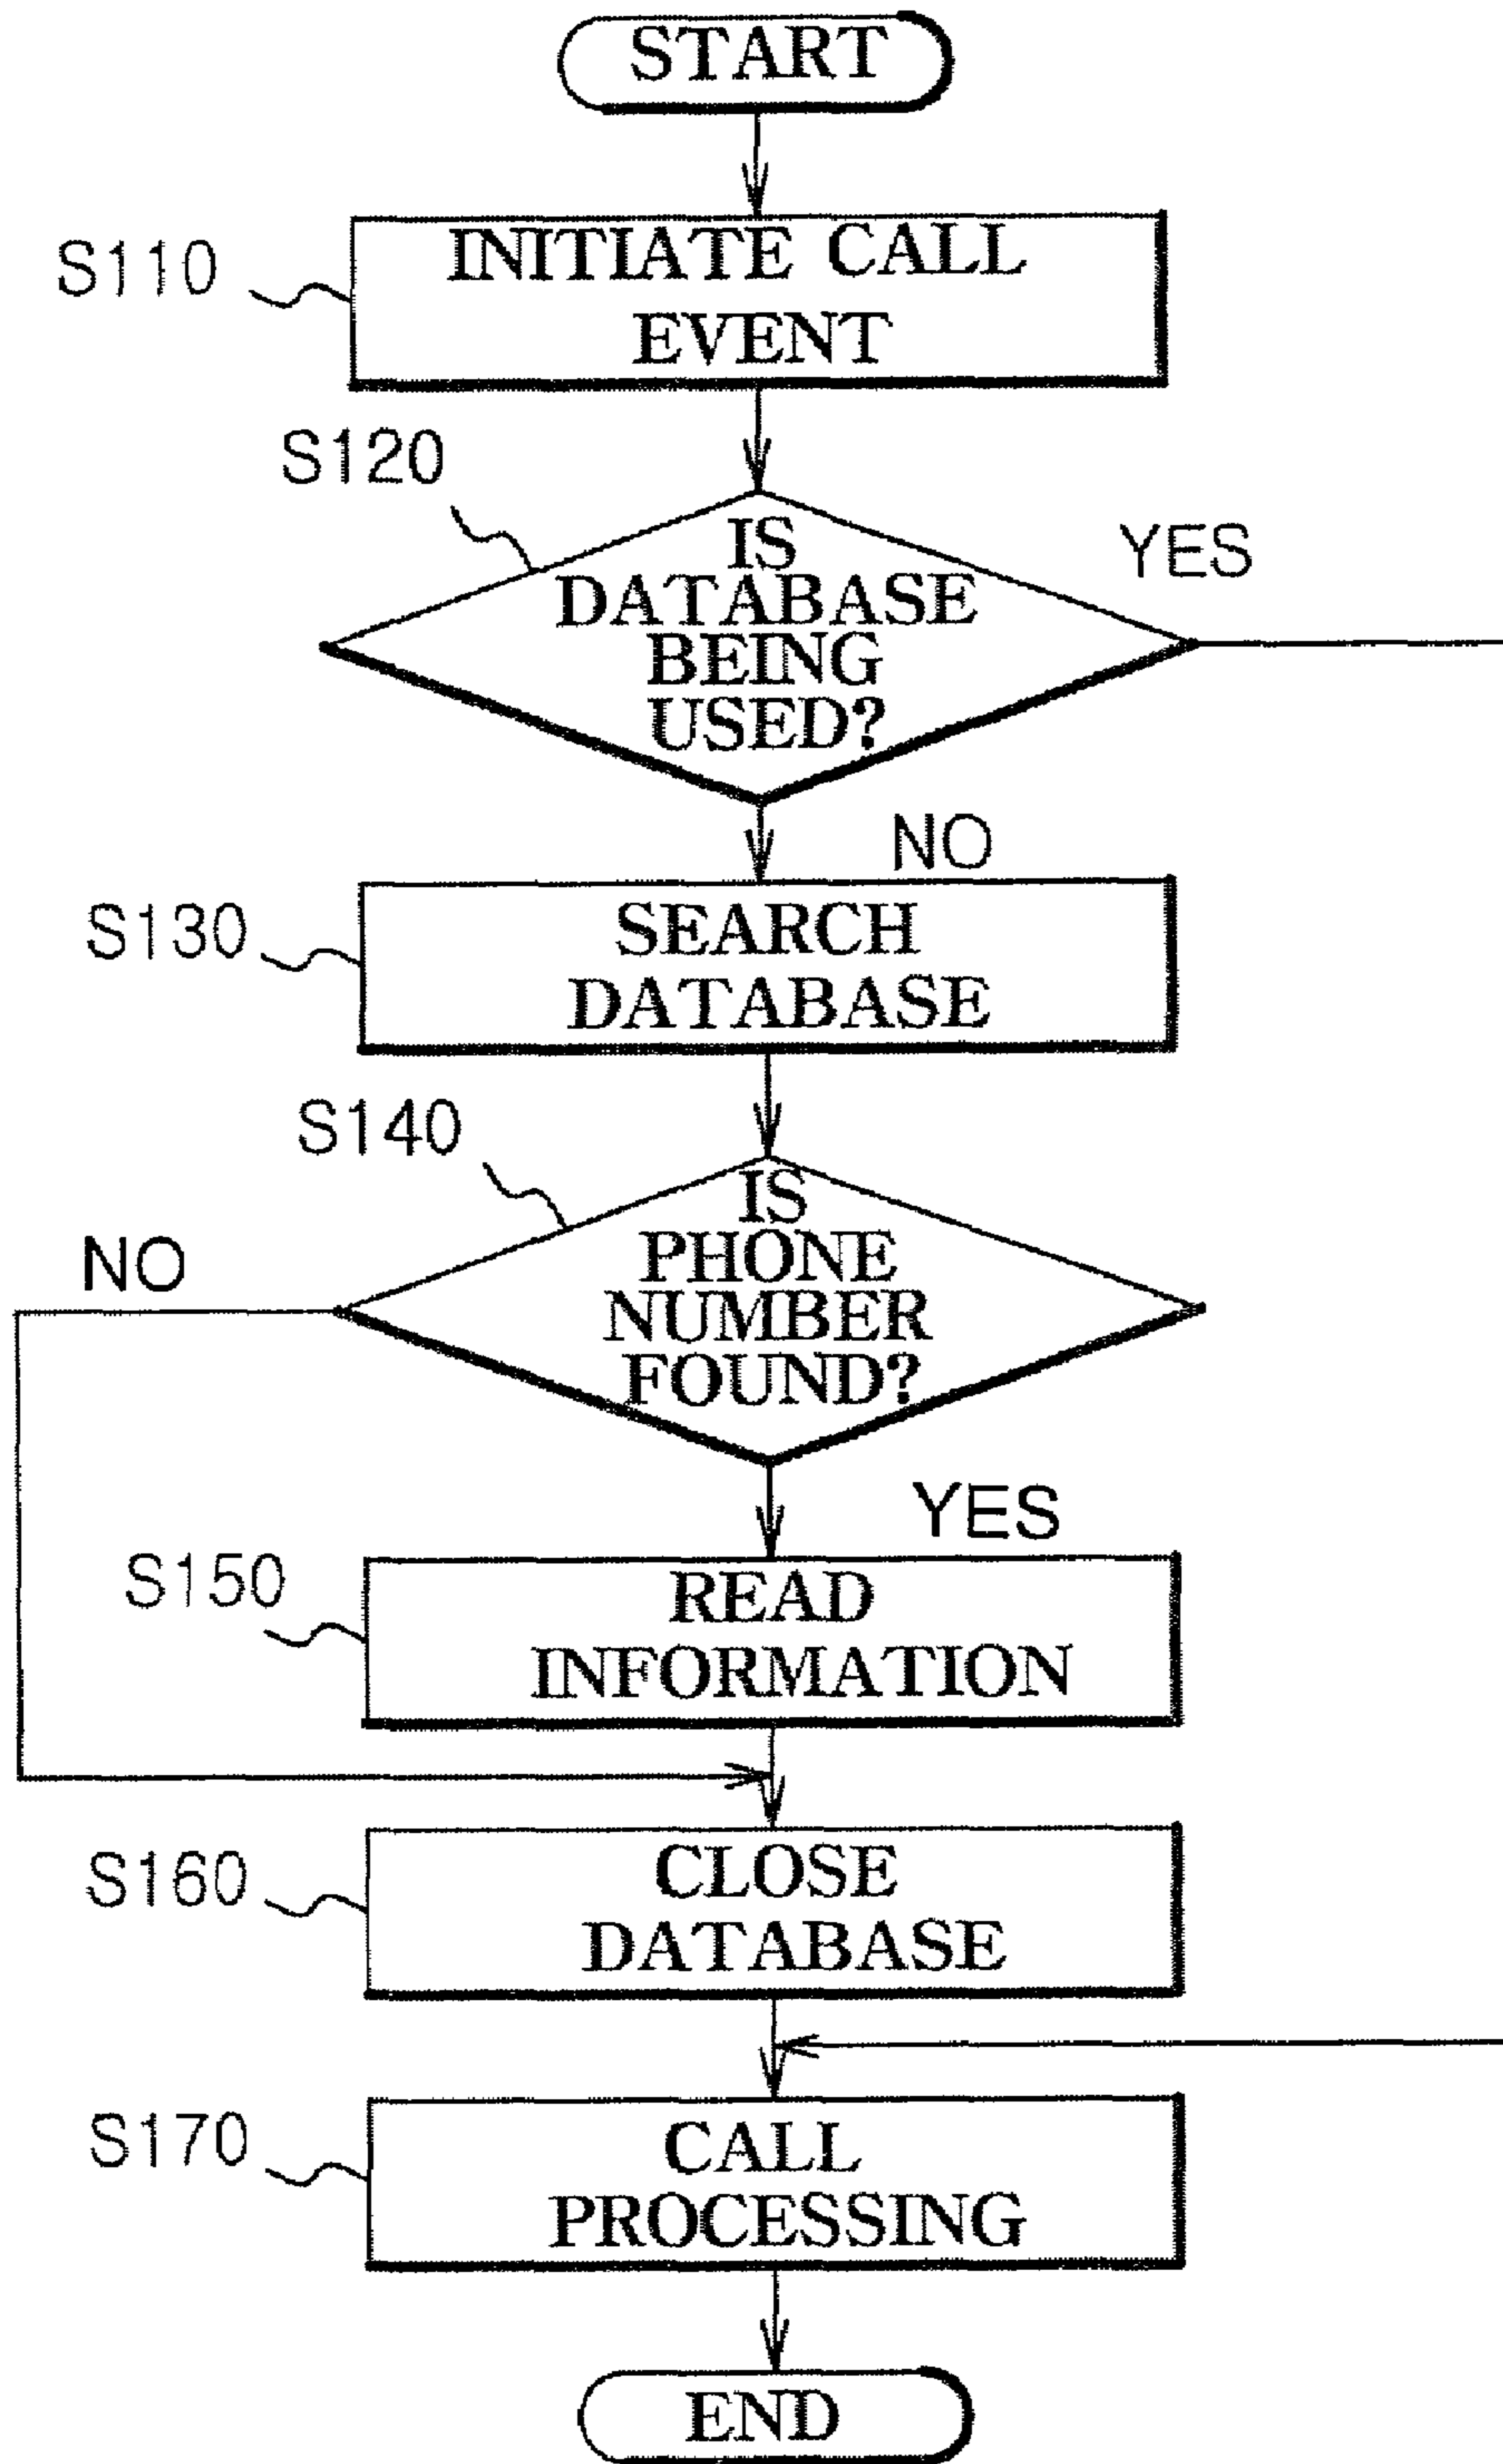 START
S110
INITIATE CALL
EVENT
S120
IS
DATABASE
BEING
USED?
YES
NO
S130
SEARCH
DATABASE
S140
IS
PHONE
NUMBER
FOUND?
NO
YES
S150
READ
INFORMATION
S160
CLOSE
DATABASE
S170
CALL
PROCESSING
END